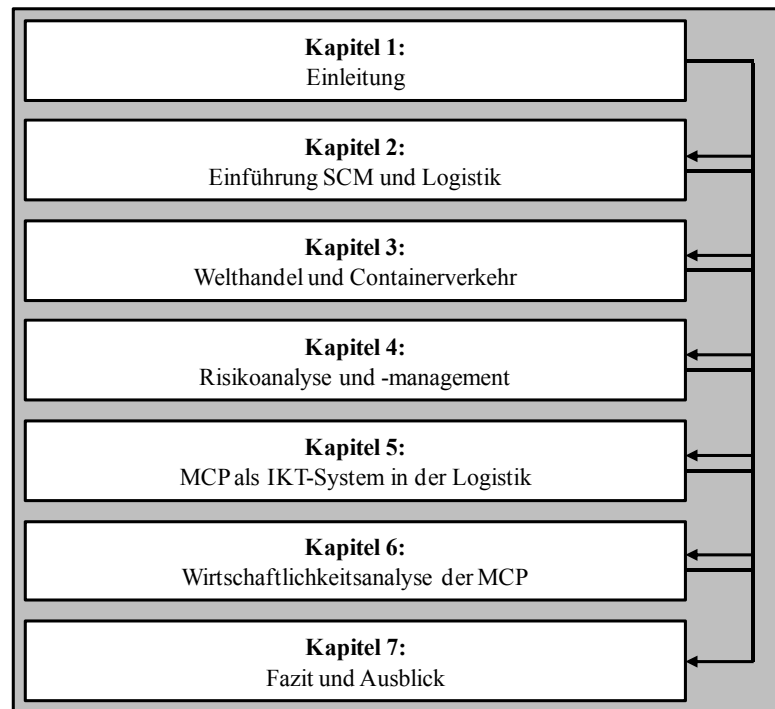 Kapitel 1:
Einleitung
Kapitel 2:
Einführung SCM und Logistik
Kapitel 3:
Welthandel und Containerverkehr
Kapitel 4:
Risikoanalyse und -management
Kapitel 5:
MCP als IKT-System in der Logistik
Kapitel 6:
Wirtschaftlichkeitsanalyse der MCP
Kapitel 7:
Fazit und Ausblick